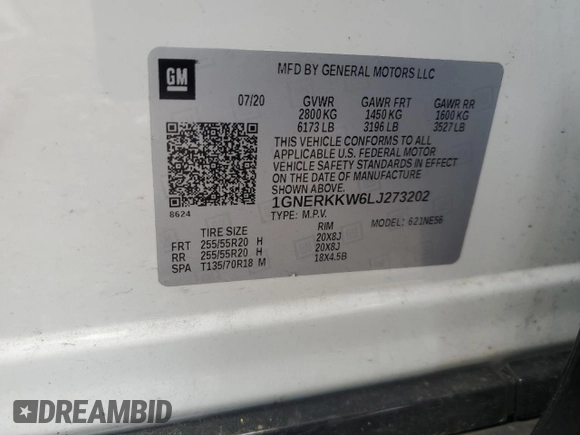 GM
MFD BY GENERAL MOTORS LLC
07/20 GVWR GAWR FRT GAWR RR
2800 KG 1450 KG 1600 KG
6173 LB 3196 LB 3527 LB
THIS VEHICLE CONFORMS TO ALL
APPLICABLE U.S. FEDERAL MOTOR
VEHICLE SAFETY STANDARDS IN EFFECT
ON THE DATE OF MANUFACTURE
SHOWN ABOVE.
1GNERKKW6LJ273202
8624
TYPE: M.P.V. MODEL: 621NE56
TIRE SIZE RIM
FRT 255/55R20 H 20X8J
RR 255/55R20 H 20X8J
SPA T135/70R18 M 18X4.5B
DREAMBID